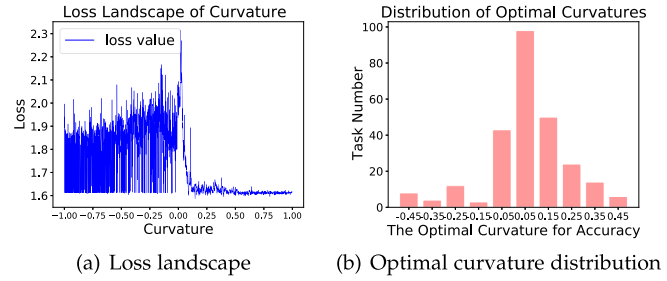 Loss Landscape of Curvature
loss value
2.3
2.2
2.1
2.0
1.9
1.8
1.7
1.6
Loss
−1.00 −0.75 −0.50 −0.25 0.00 0.25 0.50 0.75 1.00
Curvature
(a) Loss landscape
Distribution of Optimal Curvatures
100
80
60
40
20
0
Task Number
-0.45 -0.35 -0.25 -0.15 -0.05 0.05 0.15 0.25 0.35 0.45
The Optimal Curvature for Accuracy
(b) Optimal curvature distribution